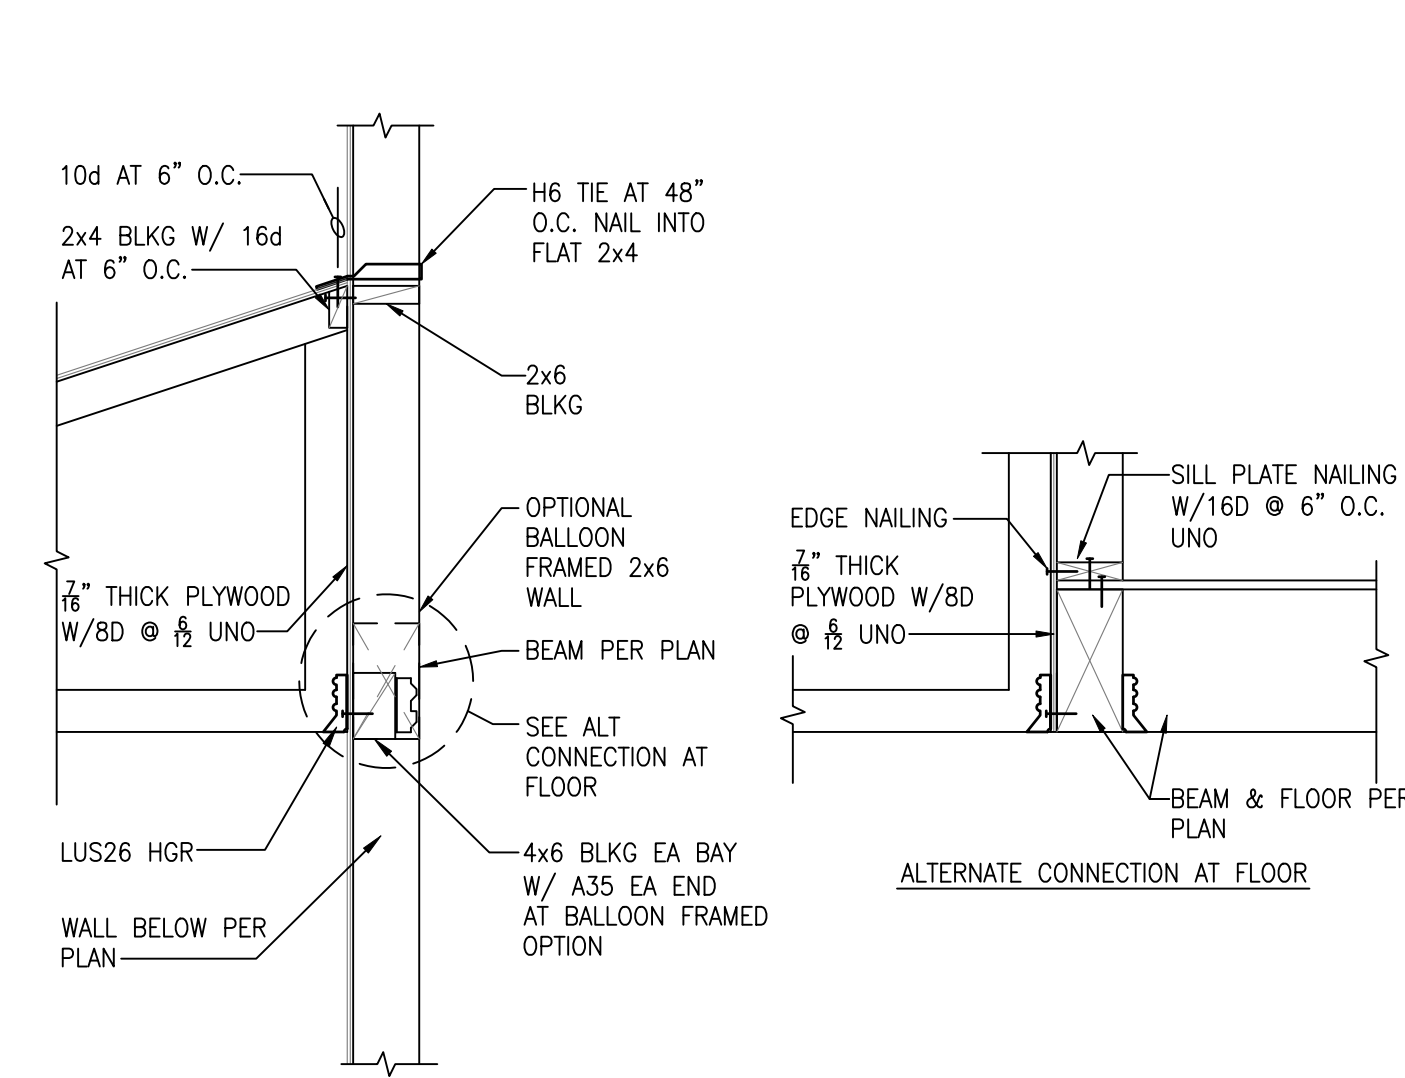 10d AT 6" O.C.
2x4 BLKG W/ 16d
AT 6" O.C.
H6 TIE AT 48"
O.C. NAIL INTO
FLAT 2x4
2x6
BLKG
OPTIONAL
BALLOON
FRAMED 2x6
WALL
7/16" THICK PLYWOOD
W/8D @ 6/12 UNO
BEAM PER PLAN
SEE ALT
CONNECTION AT
FLOOR
LUS26 HGR
4x6 BLKG EA BAY
W/ A35 EA END
AT BALLOON FRAMED
OPTION
WALL BELOW PER
PLAN
SILL PLATE NAILING
W/16D @ 6" O.C.
UNO
EDGE NAILING
7/16" THICK
PLYWOOD W/8D
@ 6/12 UNO
BEAM & FLOOR PER
PLAN
ALTERNATE CONNECTION AT FLOOR